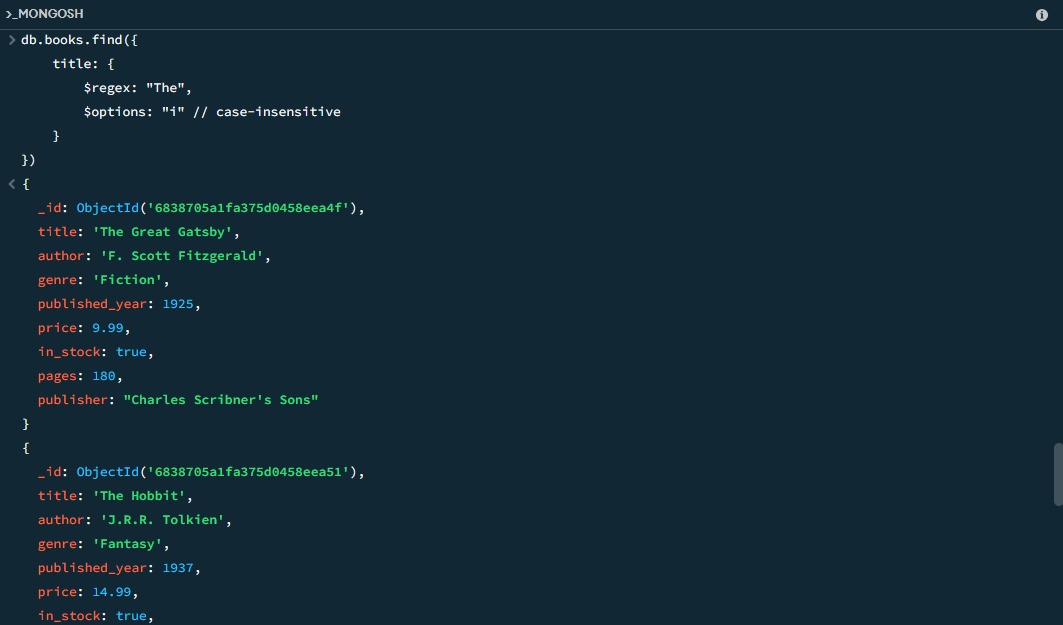 >_MONGOSH
> db.books.find({
title: {
$regex: "The",
$options: "i" // case-insensitive
}
})
< {
_id: ObjectId('6838705a1fa375d0458eea4f'),
title: 'The Great Gatsby',
author: 'F. Scott Fitzgerald',
genre: 'Fiction',
published_year: 1925,
price: 9.99,
in_stock: true,
pages: 180,
publisher: "Charles Scribner's Sons"
}
{
_id: ObjectId('6838705a1fa375d0458eea51'),
title: 'The Hobbit',
author: 'J.R.R. Tolkien',
genre: 'Fantasy',
published_year: 1937,
price: 14.99,
in_stock: true,